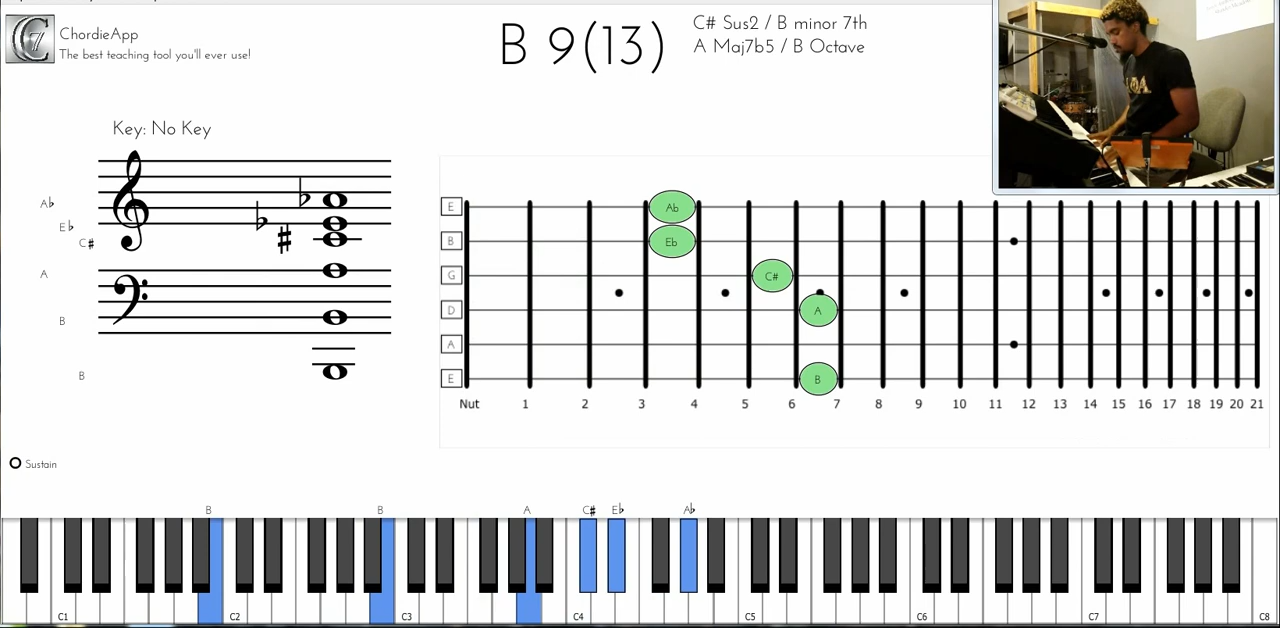 ChordieApp
The best teaching tool you'll ever use!
B 9(13)
C# Sus2 / B minor 7th
A Maj7b5 / B Octave
Key: No Key
A♭
E♭
C#
A
B
B
E
B
G
D
A
E
Ab
Eb
C#
A
B
Nut 1 2 3 4 5 6 7 8 9 10 11 12 13 14 15 16 17 18 19 20 21
Sustain
B B A C# E♭ A♭
C1 C2 C3 C4 C5 C6 C7 C8